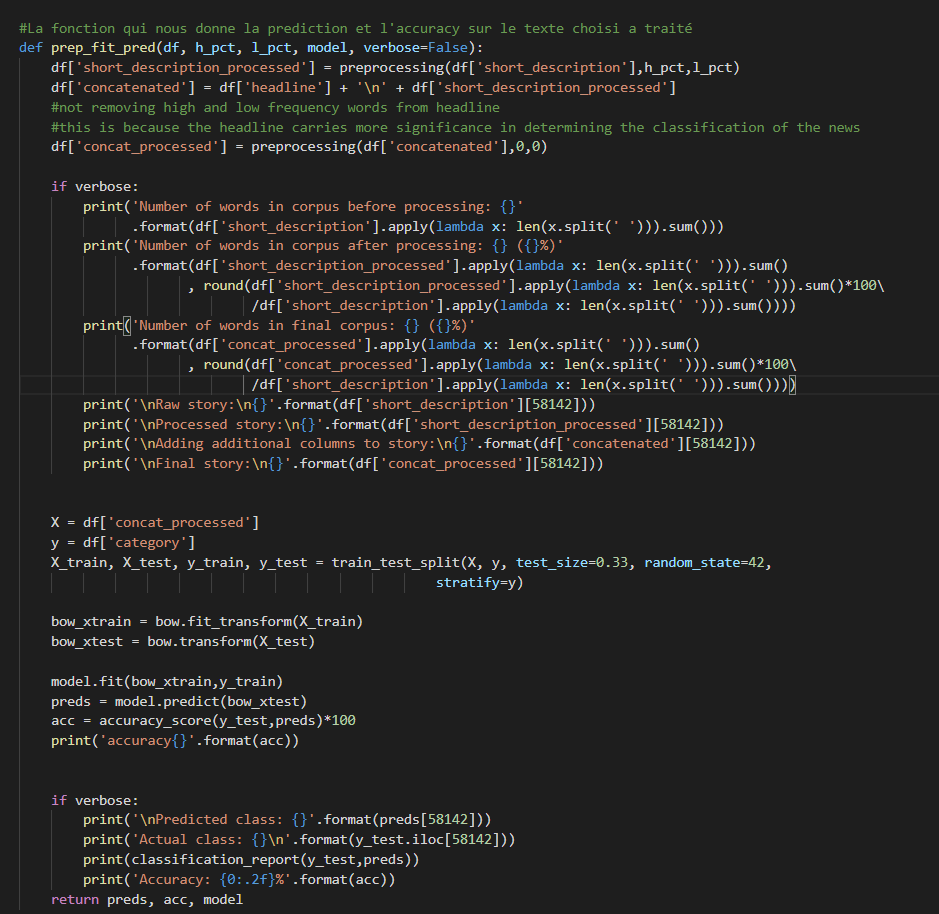 #La fonction qui nous donne la prediction et l'accuracy sur le texte choisi a traité
def prep_fit_pred(df, h_pct, l_pct, model, verbose=False):
    df['short_description_processed'] = preprocessing(df['short_description'],h_pct,l_pct)
    df['concatenated'] = df['headline'] + '\n' + df['short_description_processed']
    #not removing high and low frequency words from headline
    #this is because the headline carries more significance in determining the classification of the news
    df['concat_processed'] = preprocessing(df['concatenated'],0,0)

    if verbose:
        print('Number of words in corpus before processing: {}'
              .format(df['short_description'].apply(lambda x: len(x.split(' '))).sum()))
        print('Number of words in corpus after processing: {} ({}%)'
              .format(df['short_description_processed'].apply(lambda x: len(x.split(' '))).sum()
                     , round(df['short_description_processed'].apply(lambda x: len(x.split(' '))).sum()*100\
                             /df['short_description'].apply(lambda x: len(x.split(' '))).sum())))
        print('Number of words in final corpus: {} ({}%)'
              .format(df['concat_processed'].apply(lambda x: len(x.split(' '))).sum()
                     , round(df['concat_processed'].apply(lambda x: len(x.split(' '))).sum()*100\
                             /df['short_description'].apply(lambda x: len(x.split(' '))).sum())))
        print('\nRaw story:\n{}'.format(df['short_description'][58142]))
        print('\nProcessed story:\n{}'.format(df['short_description_processed'][58142]))
        print('\nAdding additional columns to story:\n{}'.format(df['concatenated'][58142]))
        print('\nFinal story:\n{}'.format(df['concat_processed'][58142]))

    X = df['concat_processed']
    y = df['category']
    X_train, X_test, y_train, y_test = train_test_split(X, y, test_size=0.33, random_state=42,
                                                    stratify=y)

    bow_xtrain = bow.fit_transform(X_train)
    bow_xtest = bow.transform(X_test)

    model.fit(bow_xtrain,y_train)
    preds = model.predict(bow_xtest)
    acc = accuracy_score(y_test,preds)*100
    print('accuracy{}'.format(acc))

    if verbose:
        print('\nPredicted class: {}'.format(preds[58142]))
        print('Actual class: {}\n'.format(y_test.iloc[58142]))
        print(classification_report(y_test,preds))
        print('Accuracy: {0:.2f}%'.format(acc))
    return preds, acc, model